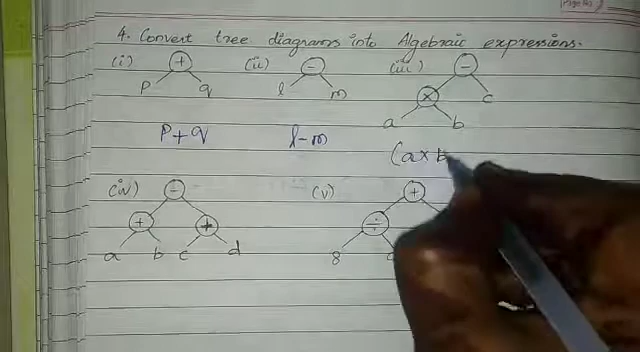 4. Convert tree diagrams into Algebraic expressions.
(i) + (ii) - (iii) -
p q l m × c
a b
p+q l-m (a×b
(iv) - (v) +
+ + ÷
a b c d 8